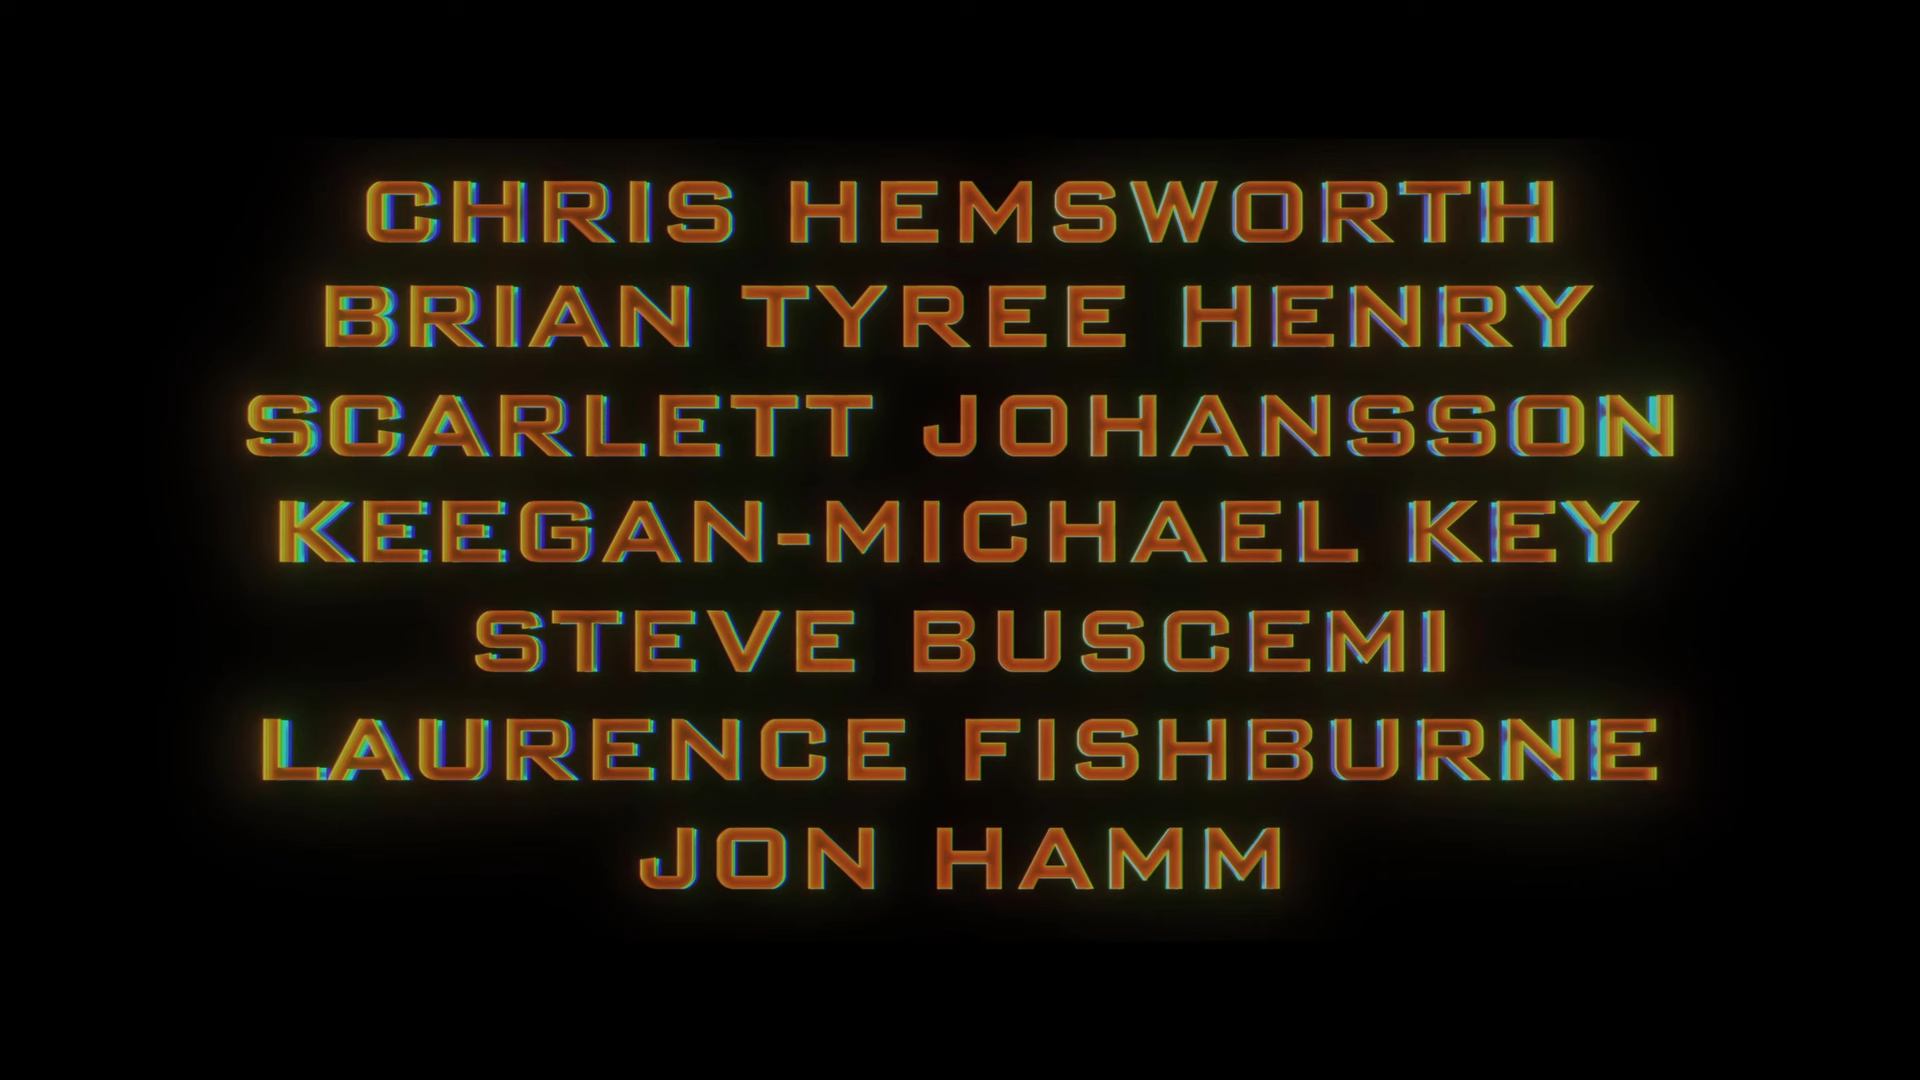 CHRIS HEMSWORTH
BRIAN TYREE HENRY
SCARLETT JOHANSSON
KEEGAN-MICHAEL KEY
STEVE BUSCEMI
LAURENCE FISHBURNE
JON HAMM